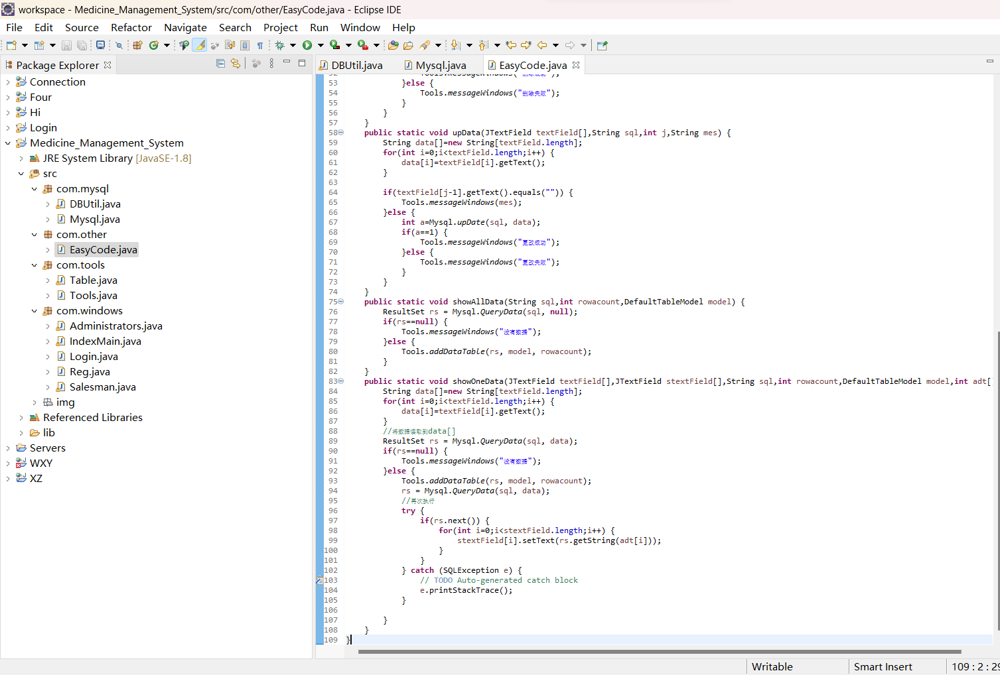 workspace - Medicine_Management_System/src/com/other/EasyCode.java - Eclipse IDE
File Edit Source Refactor Navigate Search Project Run Window Help
Package Explorer
Connection
Four
Hi
Login
Medicine_Management_System
JRE System Library [JavaSE-1.8]
src
com.mysql
DBUtil.java
Mysql.java
com.other
EasyCode.java
com.tools
Table.java
Tools.java
com.windows
Administrators.java
IndexMain.java
Login.java
Reg.java
Salesman.java
img
Referenced Libraries
lib
Servers
WXY
XZ
DBUtil.java Mysql.java EasyCode.java
52 Tools.messageWindows("删除成功");
53 }else {
54 Tools.messageWindows("删除失败");
55 }
56 }
57 }
58 public static void upData(JTextField textField[],String sql,int j,String mes) {
59 String data[]=new String[textField.length];
60 for(int i=0;i<textField.length;i++) {
61 data[i]=textField[i].getText();
62 }
63
64 if(textField[j-1].getText().equals("")) {
65 Tools.messageWindows(mes);
66 }else {
67 int a=Mysql.upDate(sql, data);
68 if(a==1) {
69 Tools.messageWindows("更改成功");
70 }else {
71 Tools.messageWindows("更改失败");
72 }
73 }
74 }
75 public static void showAllData(String sql,int rowacount,DefaultTableModel model) {
76 ResultSet rs = Mysql.QueryData(sql, null);
77 if(rs==null) {
78 Tools.messageWindows("没有数据");
79 }else {
80 Tools.addDataTable(rs, model, rowacount);
81 }
82 }
83 public static void showOneData(JTextField textField[],JTextField stextField[],String sql,int rowacount,DefaultTableModel model,int adt[
84 String data[]=new String[textField.length];
85 for(int i=0;i<textField.length;i++) {
86 data[i]=textField[i].getText();
87 }
88 //将数据读取到data[]
89 ResultSet rs = Mysql.QueryData(sql, data);
90 if(rs==null) {
91 Tools.messageWindows("没有数据");
92 }else {
93 Tools.addDataTable(rs, model, rowacount);
94 rs = Mysql.QueryData(sql, data);
95 //再次执行
96 try {
97 if(rs.next()) {
98 for(int i=0;i<stextField.length;i++) {
99 stextField[i].setText(rs.getString(adt[i]));
100 }
101 }
102 } catch (SQLException e) {
103 // TODO Auto-generated catch block
104 e.printStackTrace();
105 }
106
107 }
108 }
109 }
Writable Smart Insert 109 : 2 : 29